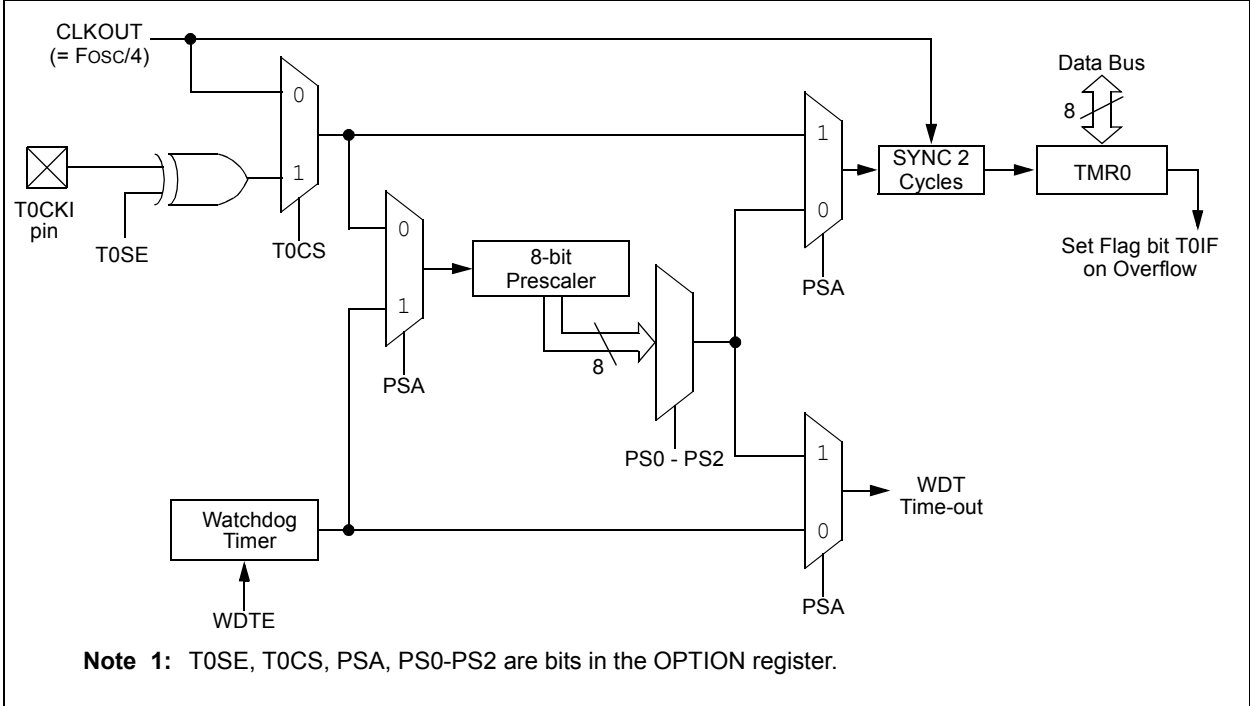 CLKOUT
(= FOSC/4)
Data Bus
8
0
1
1
SYNC 2
Cycles
TMR0
T0CKI
pin
T0SE
T0CS
0
8-bit
Prescaler
0
Set Flag bit T0IF
on Overflow
PSA
1
8
PSA
PS0 - PS2
1
WDT
Time-out
Watchdog
Timer
0
WDTE
PSA
Note 1: T0SE, T0CS, PSA, PS0-PS2 are bits in the OPTION register.